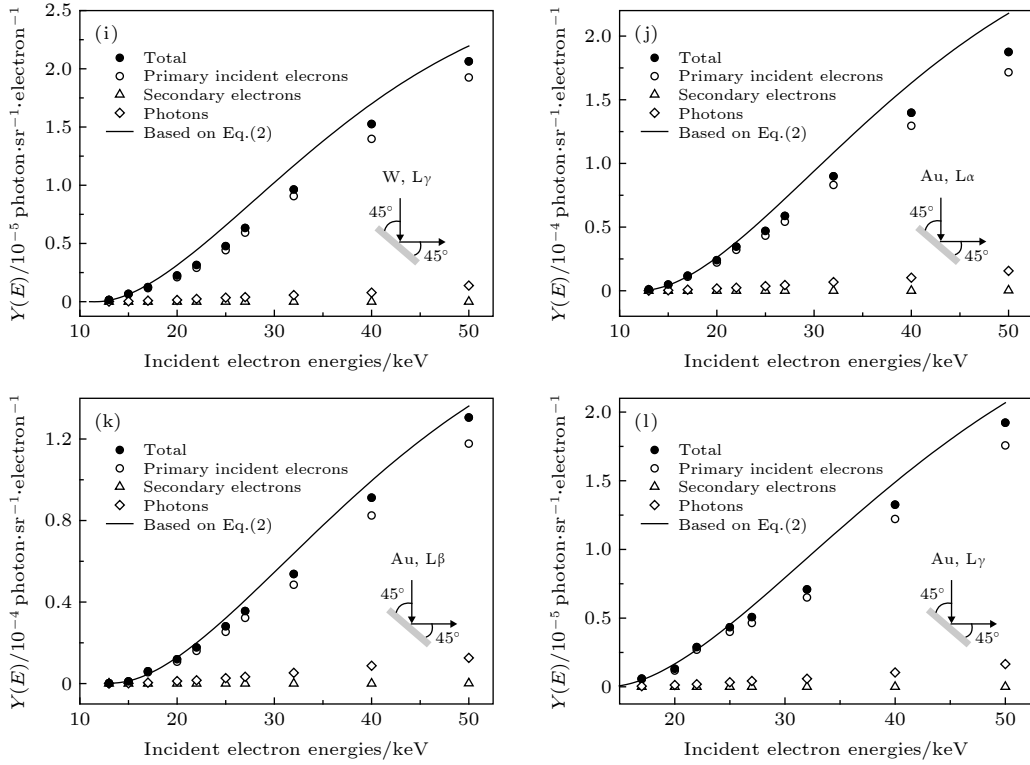 (i)
Total
Primary incident elecrons
Secondary electrons
Photons
Based on Eq.(2)
W, Lγ
45°
45°
2.5
2.0
1.5
1.0
0.5
0
10 20 30 40 50
Y(E)/10⁻⁵ photon·sr⁻¹·electron⁻¹
Incident electron energies/keV
(j)
Total
Primary incident elecrons
Secondary electrons
Photons
Based on Eq.(2)
Au, Lα
45°
45°
2.0
1.5
1.0
0.5
0
10 20 30 40 50
Y(E)/10⁻⁴ photon·sr⁻¹·electron⁻¹
Incident electron energies/keV
(k)
Total
Primary incident elecrons
Secondary electrons
Photons
Based on Eq.(2)
Au, Lβ
45°
45°
1.2
0.8
0.4
0
10 20 30 40 50
Y(E)/10⁻⁴ photon·sr⁻¹·electron⁻¹
Incident electron energies/keV
(l)
Total
Primary incident elecrons
Secondary electrons
Photons
Based on Eq.(2)
Au, Lγ
45°
45°
2.0
1.5
1.0
0.5
0
20 30 40 50
Y(E)/10⁻⁵ photon·sr⁻¹·electron⁻¹
Incident electron energies/keV